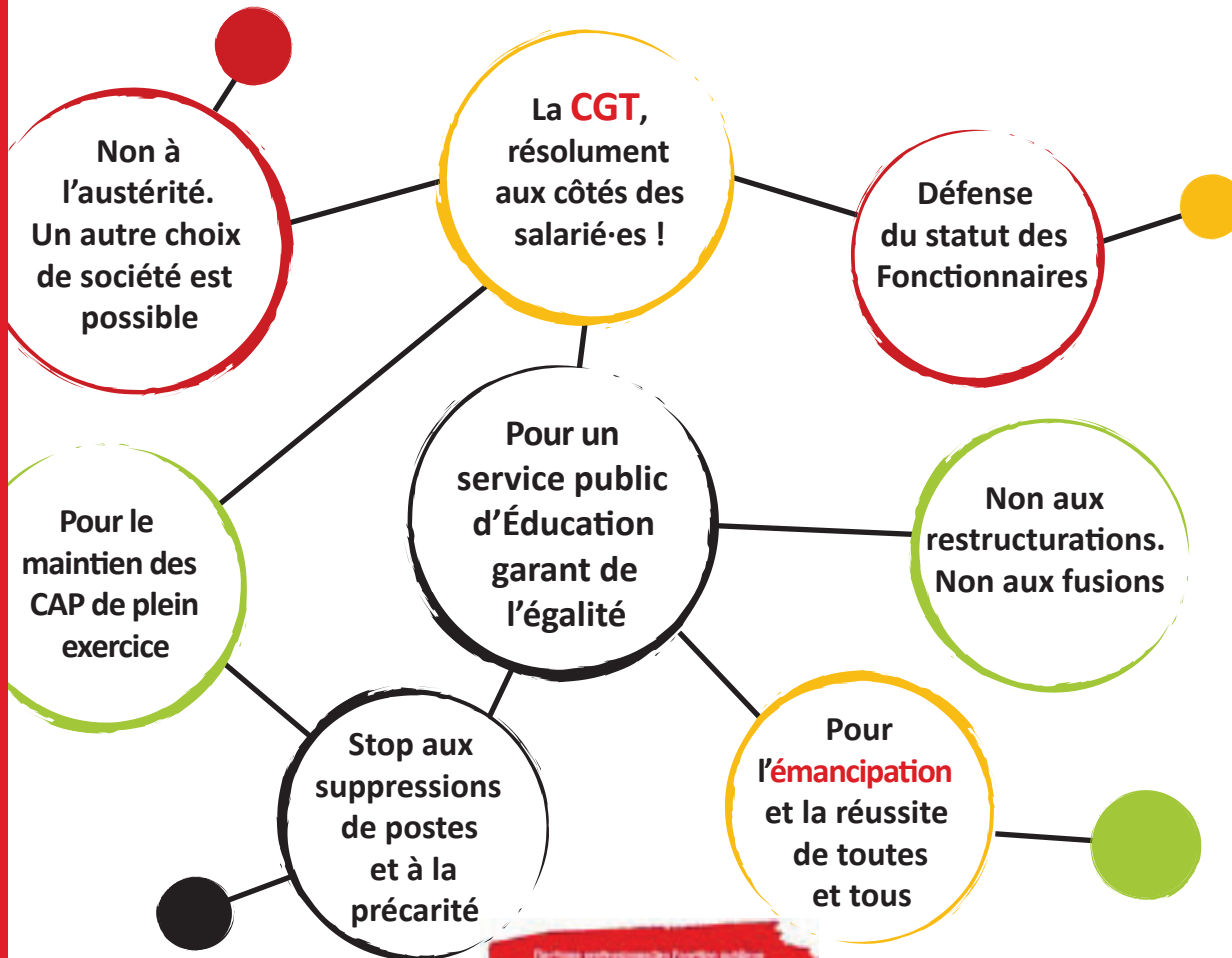 Non à
l'austérité.
Un autre choix
de société est
possible
La CGT,
résolument
aux côtés des
salarié·es !
Défense
du statut des
Fonctionnaires
Pour le
maintien des
CAP de plein
exercice
Pour un
service public
d'Éducation
garant de
l'égalité
Non aux
restructurations.
Non aux fusions
Stop aux
suppressions
de postes
et à la
précarité
Pour
l'émancipation
et la réussite
de toutes
et tous